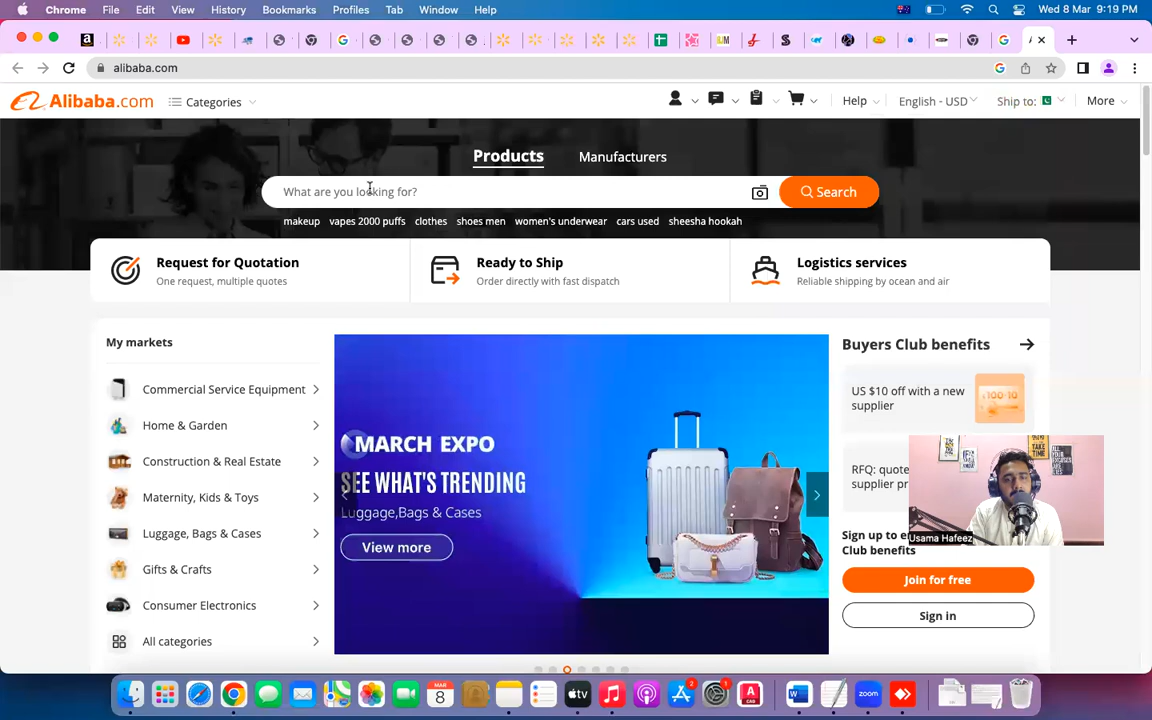 Chrome File Edit View History Bookmarks Profiles Tab Window Help Wed 8 Mar 9:19 PM
alibaba.com
Alibaba.com Categories Help English - USD Ship to: More
Products Manufacturers
What are you looking for? Search
makeup vapes 2000 puffs clothes shoes men women's underwear cars used sheesha hookah
Request for Quotation Ready to Ship Logistics services
One request, multiple quotes Order directly with fast dispatch Reliable shipping by ocean and air
My markets
Commercial Service Equipment
Home & Garden
Construction & Real Estate
Maternity, Kids & Toys
Luggage, Bags & Cases
Gifts & Crafts
Consumer Electronics
All categories
MARCH EXPO
SEE WHAT'S TRENDING
Luggage,Bags & Cases
View more
Buyers Club benefits
US $10 off with a new
supplier
RFQ: quote
supplier pr
Usama Hafeez
Sign up to
Club benefits
Join for free
Sign in